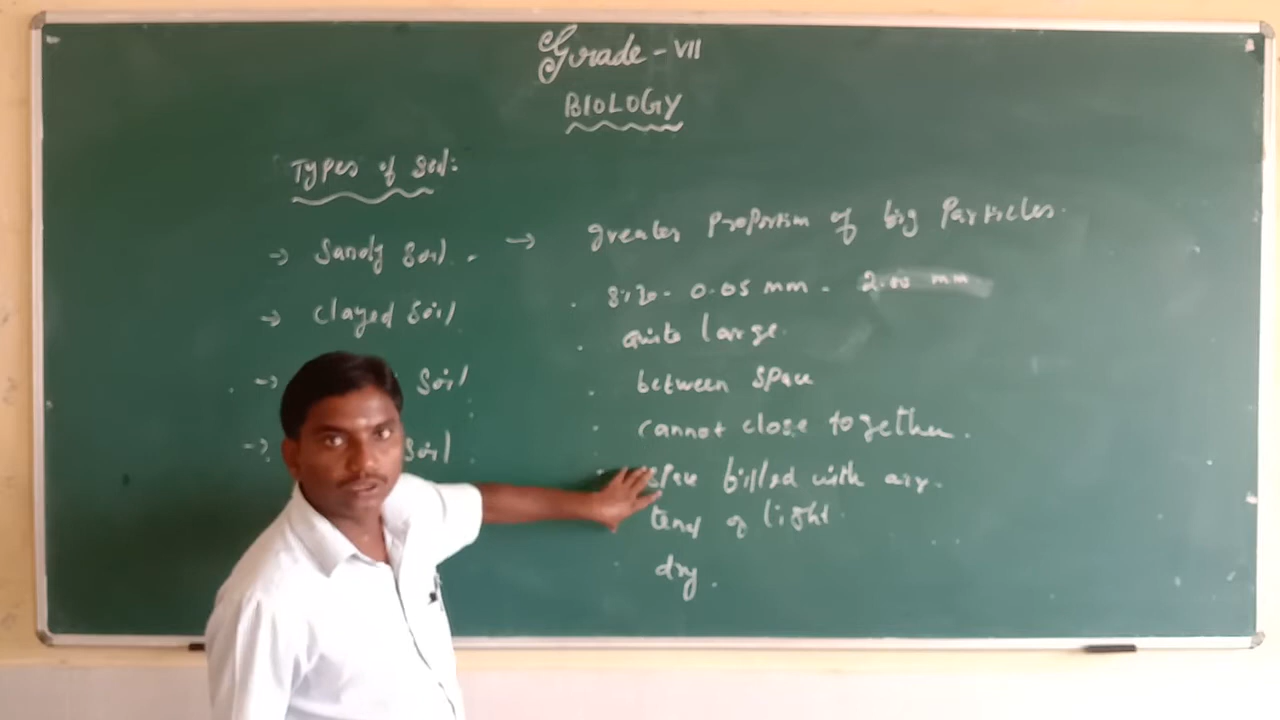 Grade - VII
BIOLOGY
Types of Soil:
→ Sandy Soil. → greater Proportion of big Particles.
→ clayed Soil
→ Soil
→ Soil
. size - 0.05 mm - 2.00 mm
. quite large.
. between space
. cannot close together.
. space filled with air.
tend of light.
dry.